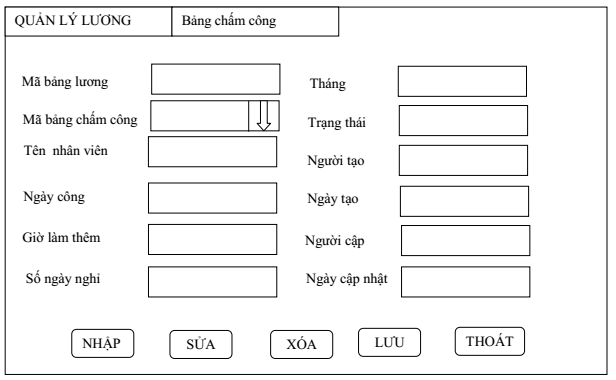 QUẢN LÝ LƯƠNG
Bảng chấm công
Mã bảng lương
Tháng
Mã bảng chấm công
Trạng thái
Tên nhân viên
Người tạo
Ngày công
Ngày tạo
Giờ làm thêm
Người cập
Số ngày nghỉ
Ngày cập nhật
NHẬP
SỬA
XÓA
LƯU
THOÁT